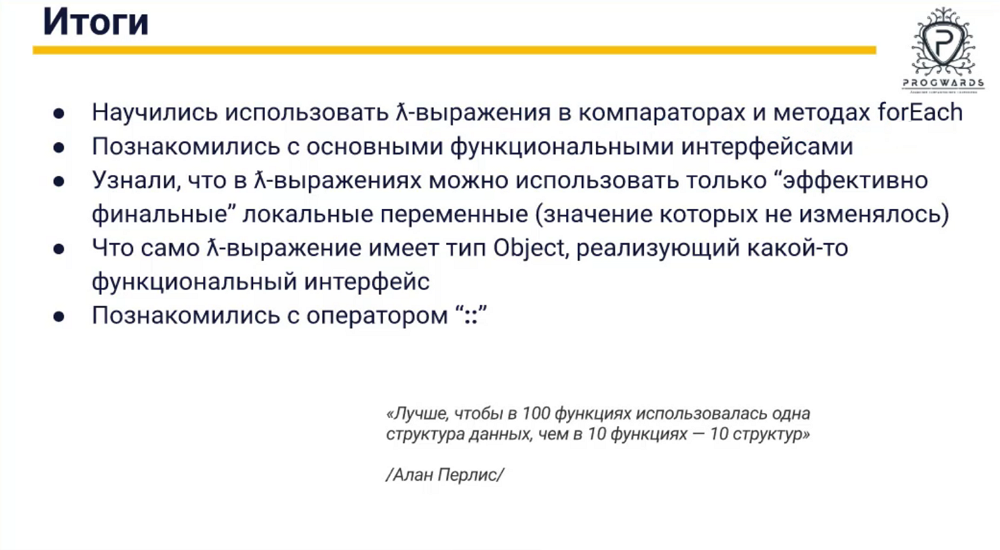 Итоги
PROGWARDS
● Научились использовать ƛ-выражения в компараторах и методах forEach
● Познакомились с основными функциональными интерфейсами
● Узнали, что в ƛ-выражениях можно использовать только “эффективно
финальные” локальные переменные (значение которых не изменялось)
● Что само ƛ-выражение имеет тип Object, реализующий какой-то
функциональный интерфейс
● Познакомились с оператором “::”
«Лучше, чтобы в 100 функциях использовалась одна
структура данных, чем в 10 функциях — 10 структур»
/Алан Перлис/